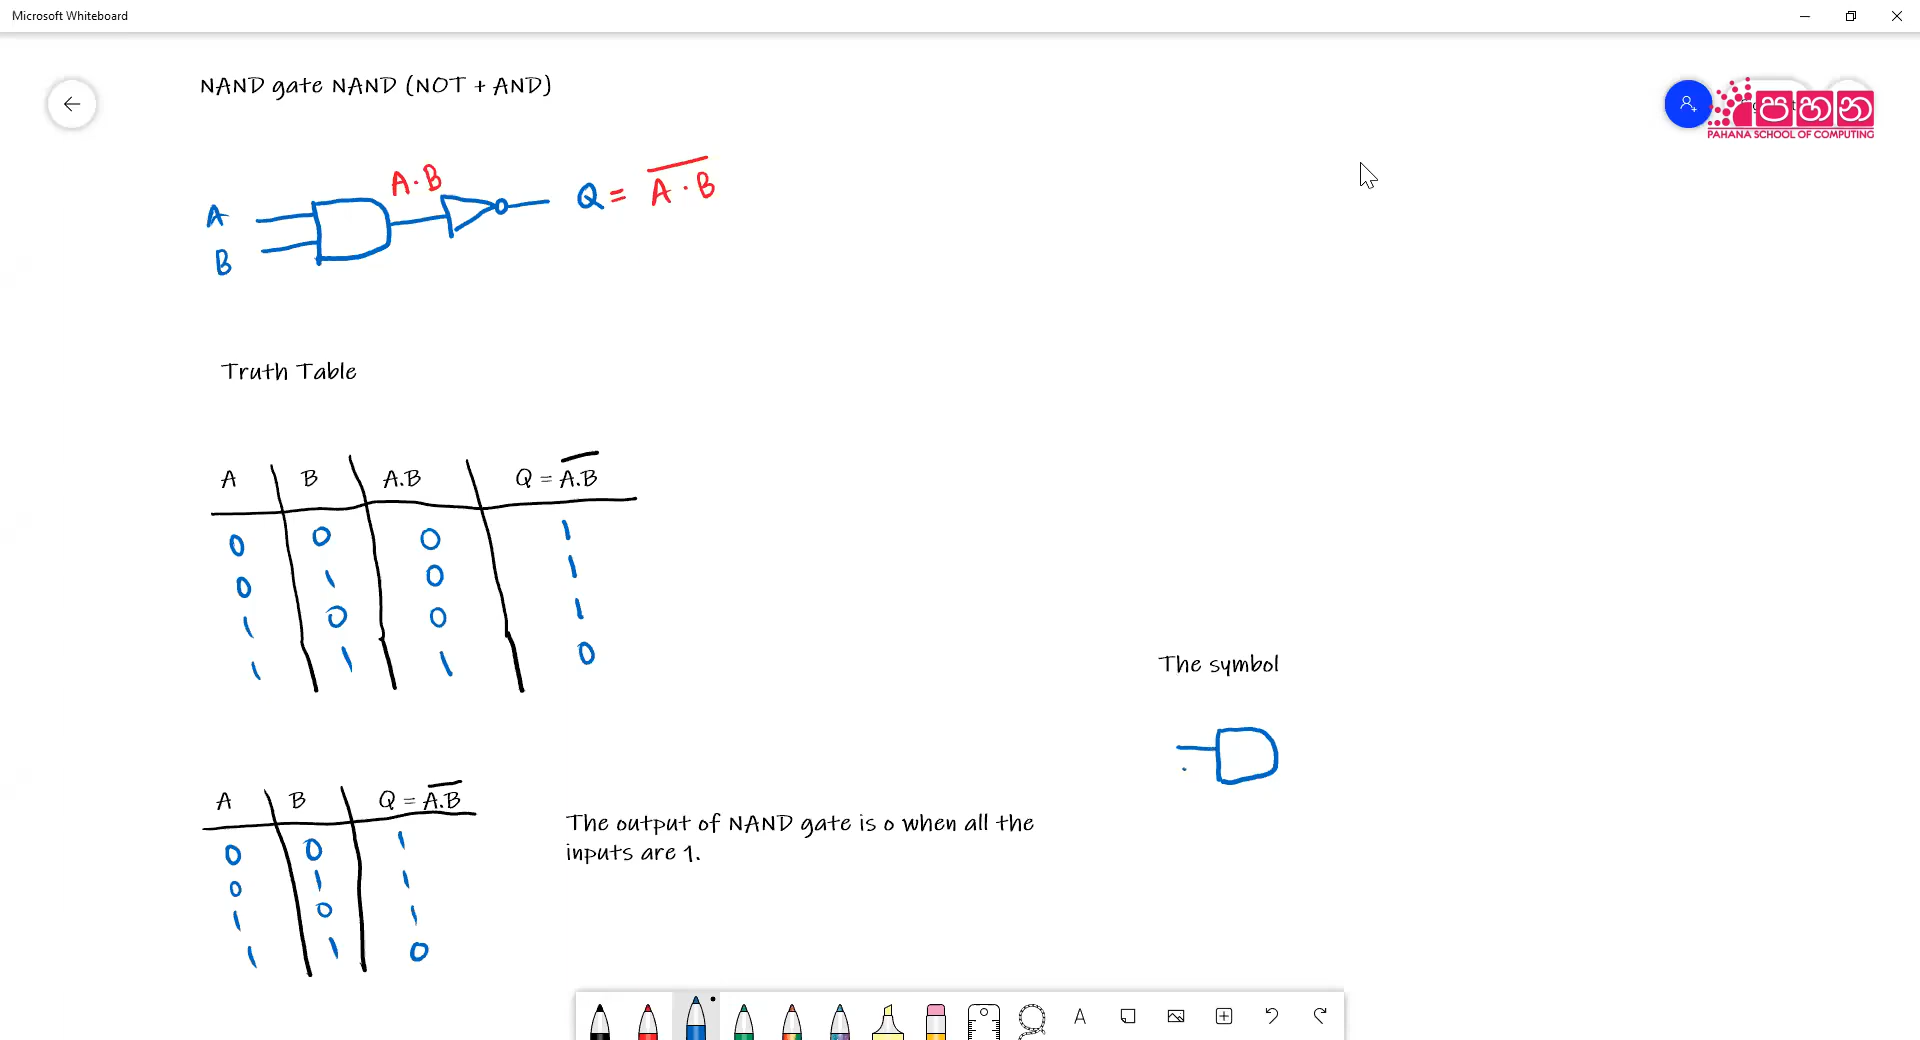 Microsoft Whiteboard
NAND gate NAND (NOT + AND)
පහන
PAHANA SCHOOL OF COMPUTING
A
B
A·B
Q = A̅ ̅·̅ ̅B̅
Truth Table
A B A.B Q = A̅.̅B̅
0 0 0 1
0 1 0 1
1 0 0 1
1 1 1 0
The symbol
A B Q = A̅.̅B̅
0 0 1
0 1 1
1 0 1
1 1 0
The output of NAND gate is 0 when all the
inputs are 1.